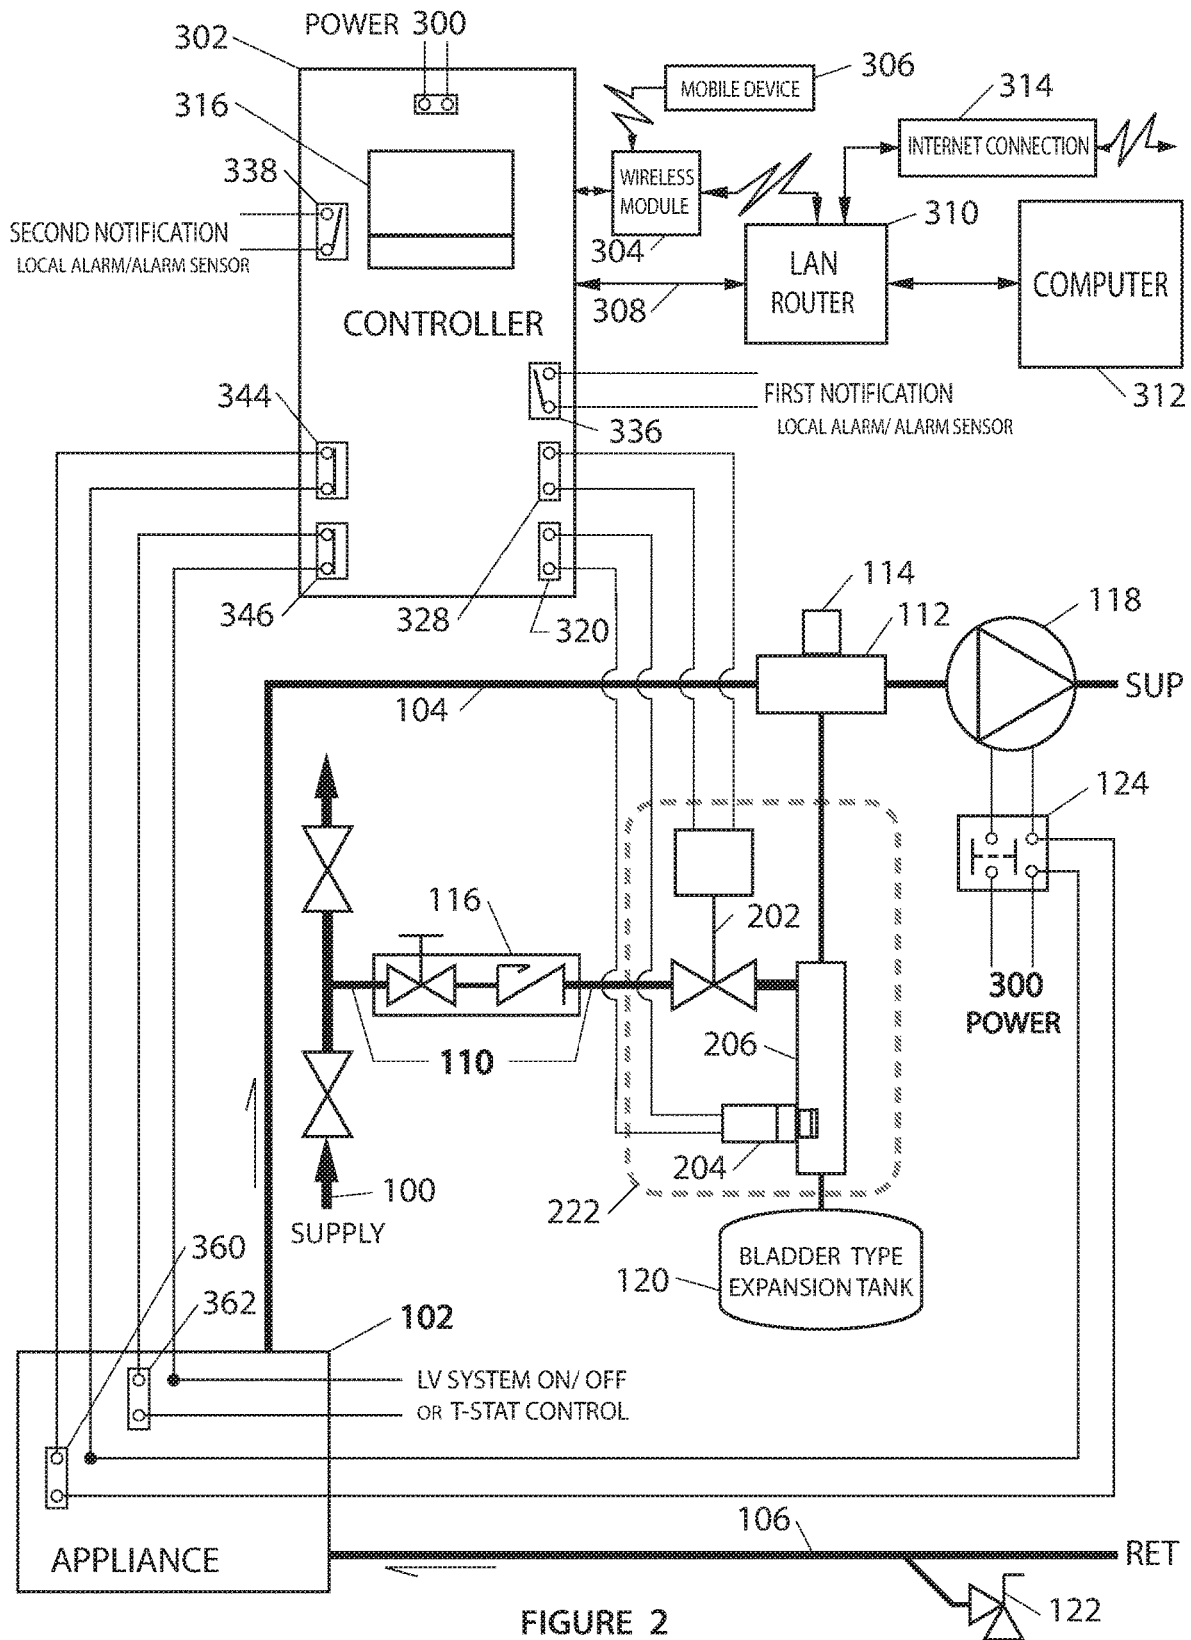 POWER 300
302
306
MOBILE DEVICE
316
314
INTERNET CONNECTION
338
WIRELESS
MODULE
304
310
SECOND NOTIFICATION
LOCAL ALARM/ALARM SENSOR
LAN
ROUTER
COMPUTER
308
CONTROLLER
312
344
FIRST NOTIFICATION
LOCAL ALARM/ ALARM SENSOR
336
346
328
320
114
112
118
SUP
104
124
116
202
300
POWER
110
206
204
100
SUPPLY
222
360
BLADDER TYPE
EXPANSION TANK
120
362
102
LV SYSTEM ON/ OFF
OR T-STAT CONTROL
106
APPLIANCE
RET
122
FIGURE 2